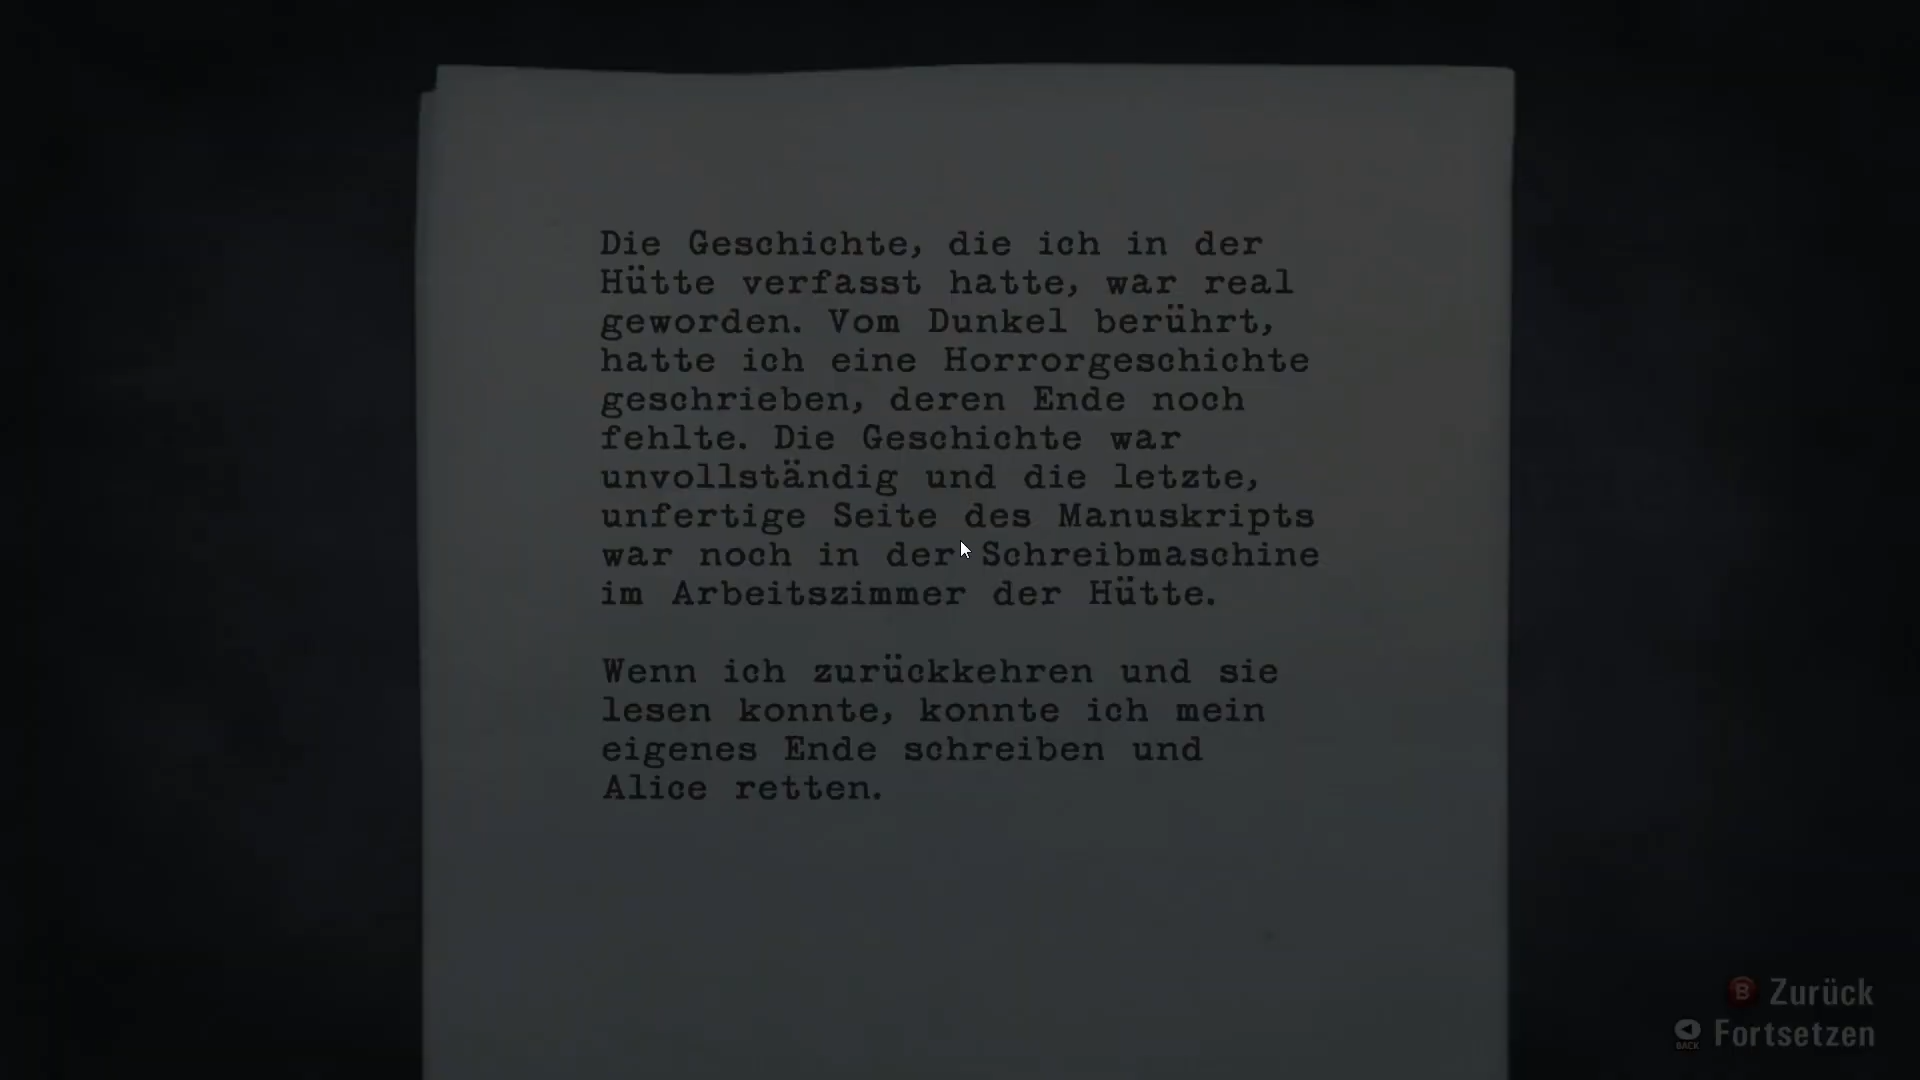 Die Geschichte, die ich in der
Hütte verfasst hatte, war real
geworden. Vom Dunkel berührt,
hatte ich eine Horrorgeschichte
geschrieben, deren Ende noch
fehlte. Die Geschichte war
unvollständig und die letzte,
unfertige Seite des Manuskripts
war noch in der Schreibmaschine
im Arbeitszimmer der Hütte.
Wenn ich zurückkehren und sie
lesen konnte, konnte ich mein
eigenes Ende schreiben und
Alice retten.
B Zurück
BACK Fortsetzen